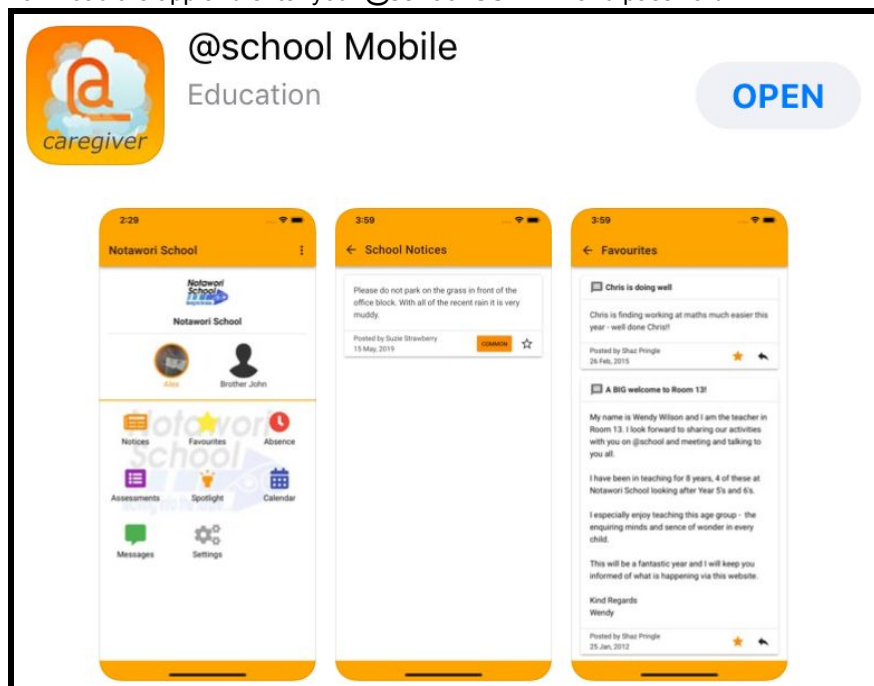 @school Mobile
Education
OPEN
caregiver
2:29
Notawori School
Notawori
School
Notawori School
Alex
Brother John
Notawori
School
Notices
Favourites
Absence
Assessments
Spotlight
Calendar
Messages
Settings
3:59
← School Notices
Please do not park on the grass in front of the
office block. With all of the recent rain it is very
muddy.
Posted by Suzie Strawberry
15 May, 2019
COMMON
3:59
← Favourites
Chris is doing well
Chris is finding working at maths much easier this
year - well done Chris!!
Posted by Shaz Pringle
26 Feb, 2015
A BIG welcome to Room 13!
My name is Wendy Wilson and I am the teacher in
Room 13. I look forward to sharing our activities
with you on @school and meeting and talking to
you all.
I have been in teaching for 8 years, 4 of these at
Notawori School looking after Year 5's and 6's.
I especially enjoy teaching this age group - the
enquiring minds and sence of wonder in every
child.
This will be a fantastic year and I will keep you
informed of what is happening via this website.
Kind Regards
Wendy
Posted by Shaz Pringle
25 Jan, 2012